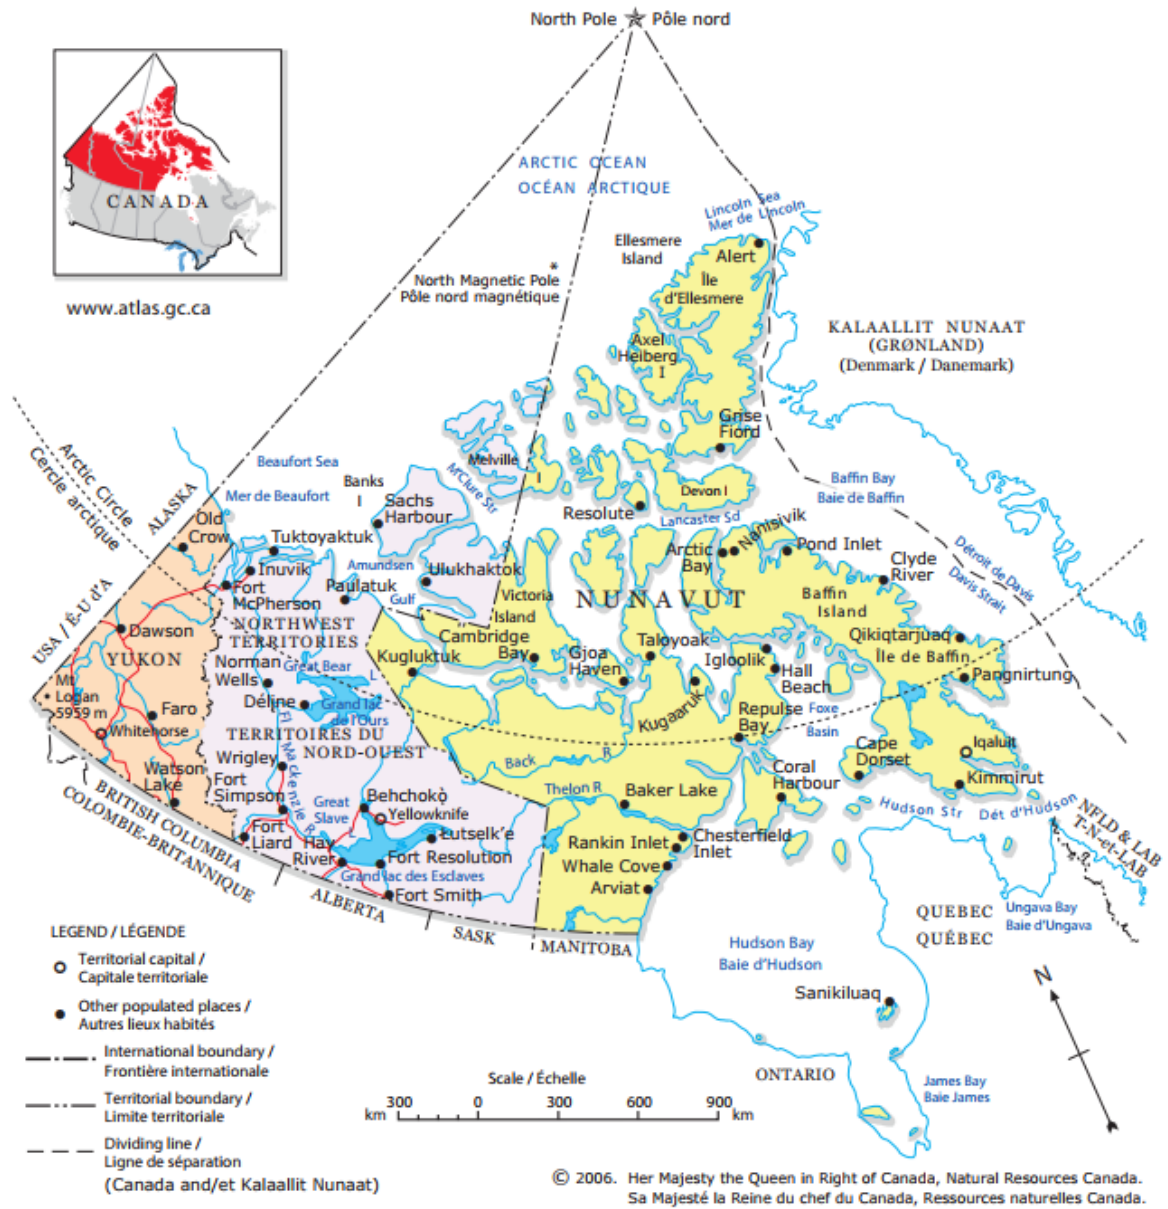 North Pole Pôle nord
ARCTIC OCEAN
OCÉAN ARCTIQUE
CANADA
www.atlas.gc.ca
Lincoln Sea
Mer de Lincoln
Ellesmere
Island
Alert
Île
d'Ellesmere
*
North Magnetic Pole
Pôle nord magnétique
Axel
Heiberg
I
KALAALLIT NUNAAT
(GRØNLAND)
(Denmark / Danemark)
Grise
Fiord
Arctic Circle
Cercle arctique
Beaufort Sea
Mer de Beaufort
Melville
I
M'Clure Str
Banks
I
Sachs
Harbour
Devon I
Resolute
Lancaster Sd
Baffin Bay
Baie de Baffin
ALASKA
USA / É-U d'A
Old
Crow
Tuktoyaktuk
Inuvik
Fort
McPherson
Amundsen
Gulf
Paulatuk
Ulukhaktok
Victoria
Island
NUNAVUT
Arctic
Bay
Nanisivik
Pond Inlet
Clyde
River
Détroit de Davis
Davis Strait
Baffin
Island
Qikiqtarjuaq
Île de Baffin
Pangnirtung
Dawson
YUKON
Mt
Logan
5959 m
Faro
Whitehorse
Watson
Lake
NORTHWEST
TERRITORIES
Norman
Wells
Great Bear
L
Déline
Grand lac
de l'Ours
TERRITOIRES DU
NORD-OUEST
Fl Mackenzie R
Wrigley
Fort
Simpson
Fort
Liard
Hay
River
Great
Slave
L
Behchokǫ̀
Yellowknife
Lutselk'e
Fort Resolution
Grand lac des Esclaves
Fort Smith
Kugluktuk
Cambridge
Bay
Gjoa
Haven
Taloyoak
Kugaaruk
Igloolik
Hall
Beach
Repulse
Bay
Foxe
Basin
Back R
Thelon R
Baker Lake
Coral
Harbour
Cape
Dorset
Iqaluit
Kimmirut
Hudson Str Dét d'Hudson
Rankin Inlet
Chesterfield
Inlet
Whale Cove
Arviat
NFLD & LAB
T-N-et-LAB
Ungava Bay
Baie d'Ungava
QUEBEC
QUÉBEC
Hudson Bay
Baie d'Hudson
Sanikiluaq
ONTARIO
James Bay
Baie James
BRITISH COLUMBIA
COLOMBIE-BRITANNIQUE
ALBERTA
SASK
MANITOBA
N
LEGEND / LÉGENDE
Territorial capital /
Capitale territoriale
Other populated places /
Autres lieux habités
International boundary /
Frontière internationale
Territorial boundary /
Limite territoriale
Dividing line /
Ligne de séparation
(Canada and/et Kalaallit Nunaat)
Scale / Échelle
km 300 0 300 600 900 km
© 2006. Her Majesty the Queen in Right of Canada, Natural Resources Canada.
Sa Majesté la Reine du chef du Canada, Ressources naturelles Canada.